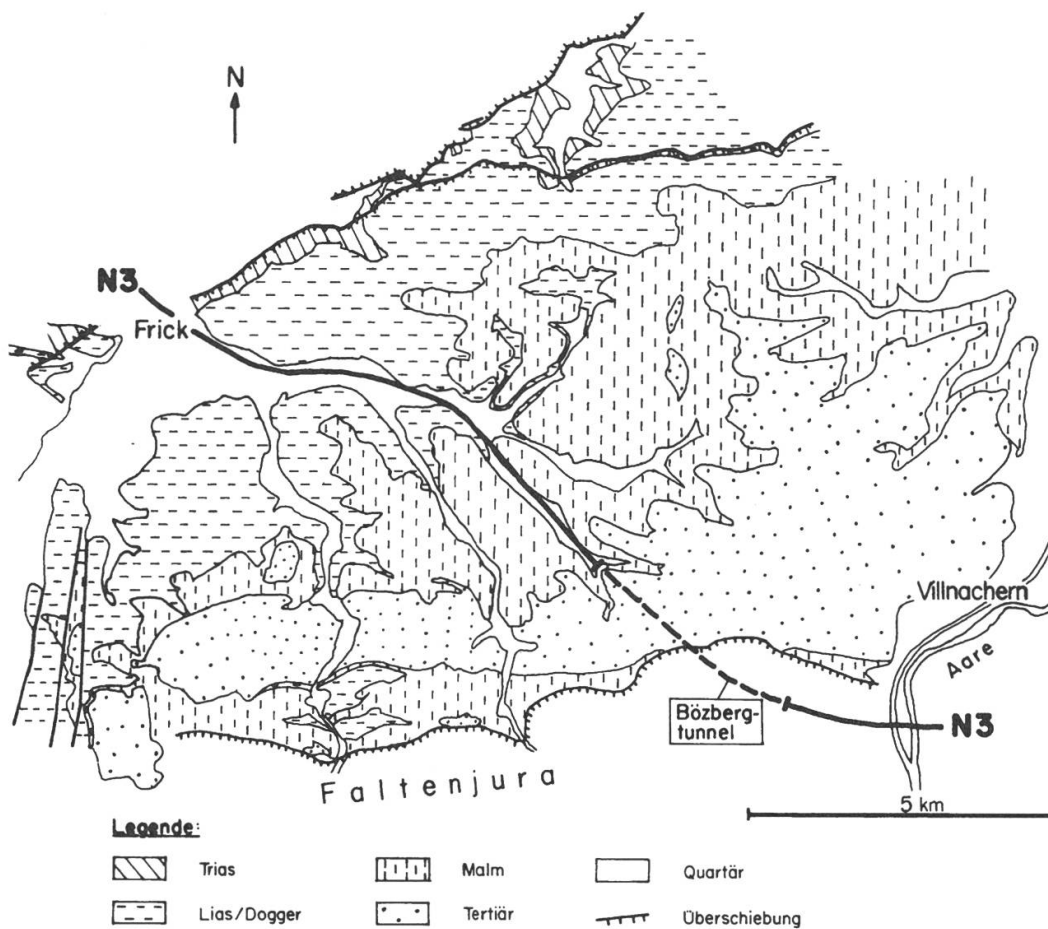 N
N3
Frick
Villnachern
Aare
Bözberg-
tunnel
N3
Faltenjura
5 km
Legende:
Trias
Malm
Quartär
Lias/Dogger
Tertiär
Überschiebung